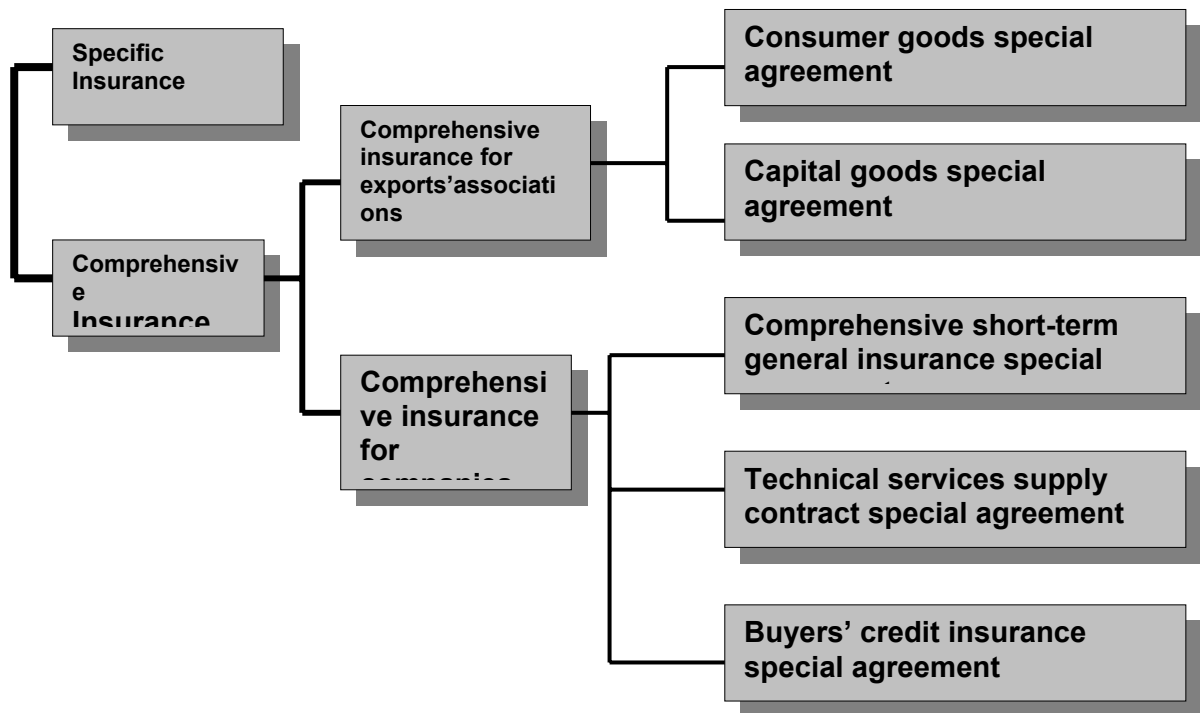 Specific
Insurance
Comprehensiv
e
Insurance
Comprehensive
insurance for
exports’associati
ons
Comprehensi
ve insurance
for
companies
Consumer goods special
agreement
Capital goods special
agreement
Comprehensive short-term
general insurance special
Technical services supply
contract special agreement
Buyers’ credit insurance
special agreement